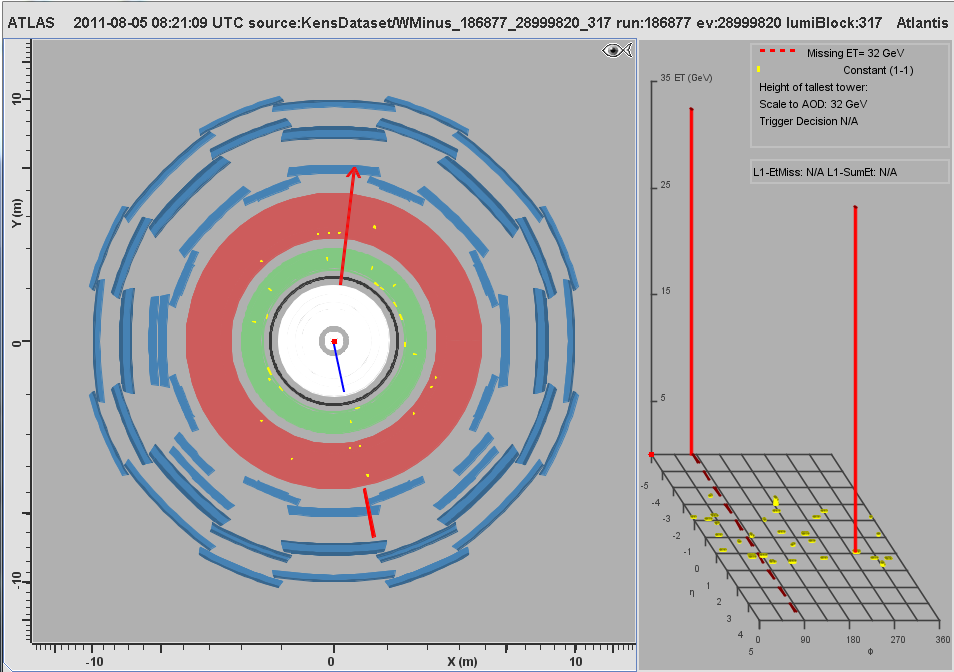 ATLAS 2011-08-05 08:21:09 UTC source:KensDataset/WMinus_186877_28999820_317 run:186877 ev:28999820 lumiBlock:317 Atlantis
Missing ET= 32 GeV
Constant (1-1)
Height of tallest tower:
Scale to AOD: 32 GeV
Trigger Decision N/A
L1-EtMiss: N/A L1-SumEt: N/A
35 ET (GeV)
25
15
5
10
Y (m)
0
-10
-10
0
X (m)
10
-5
-4
-3
-2
-1
0
1
2
3
4
5
η
0
90
180
270
360
Φ